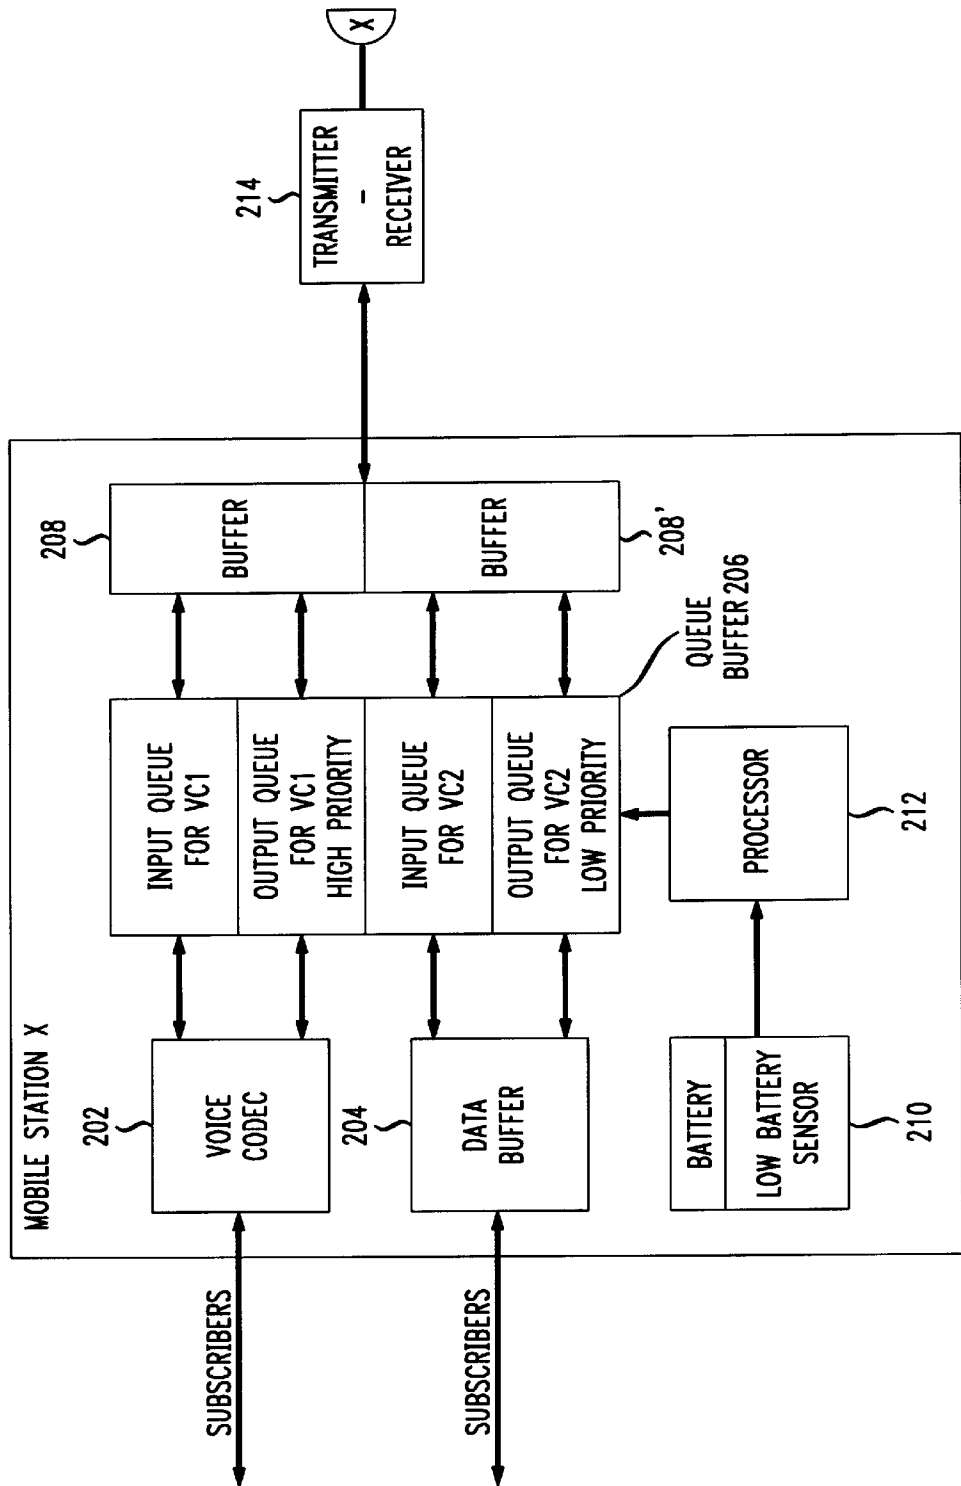 MOBILE STATION X
SUBSCRIBERS
202
VOICE
CODEC
INPUT QUEUE
FOR VC1
OUTPUT QUEUE
FOR VC1
HIGH PRIORITY
208
BUFFER
214
TRANSMITTER
-
RECEIVER
X
SUBSCRIBERS
204
DATA
BUFFER
INPUT QUEUE
FOR VC2
OUTPUT QUEUE
FOR VC2
LOW PRIORITY
BUFFER
208'
QUEUE
BUFFER 206
BATTERY
LOW BATTERY
SENSOR
210
PROCESSOR
212